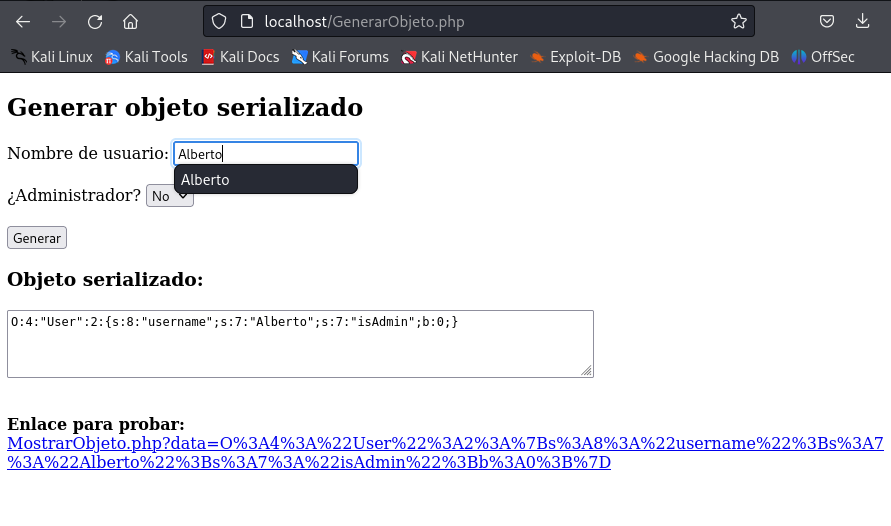 localhost/GenerarObjeto.php
Kali Linux Kali Tools Kali Docs Kali Forums Kali NetHunter Exploit-DB Google Hacking DB OffSec
Generar objeto serializado
Nombre de usuario: Alberto
Alberto
¿Administrador? No
Generar
Objeto serializado:
O:4:"User":2:{s:8:"username";s:7:"Alberto";s:7:"isAdmin";b:0;}
Enlace para probar:
MostrarObjeto.php?data=O%3A4%3A%22User%22%3A2%3A%7Bs%3A8%3A%22username%22%3Bs%3A7
%3A%22Alberto%22%3Bs%3A7%3A%22isAdmin%22%3Bb%3A0%3B%7D